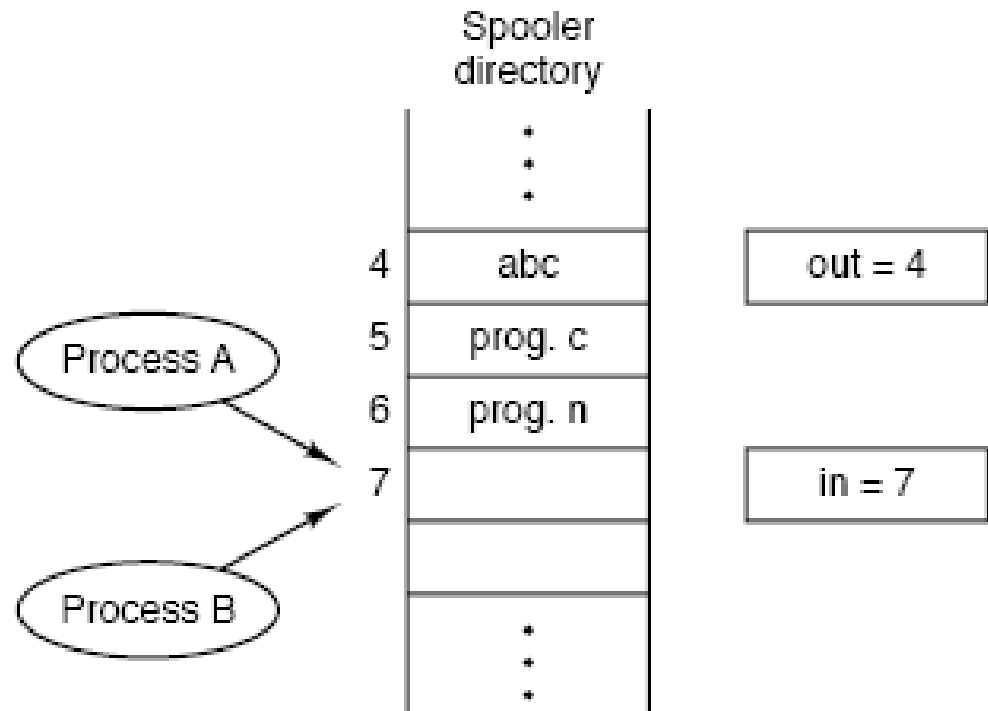 Spooler
directory
4
abc
out = 4
5
prog. c
Process A
6
prog. n
7
in = 7
Process B